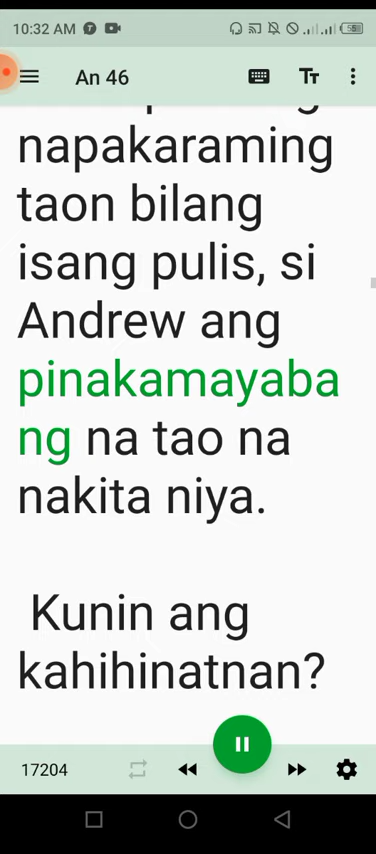 10:32 AM
An 46
napakaraming
taon bilang
isang pulis, si
Andrew ang
pinakamayaba
ng na tao na
nakita niya.
Kunin ang
kahihinatnan?
17204